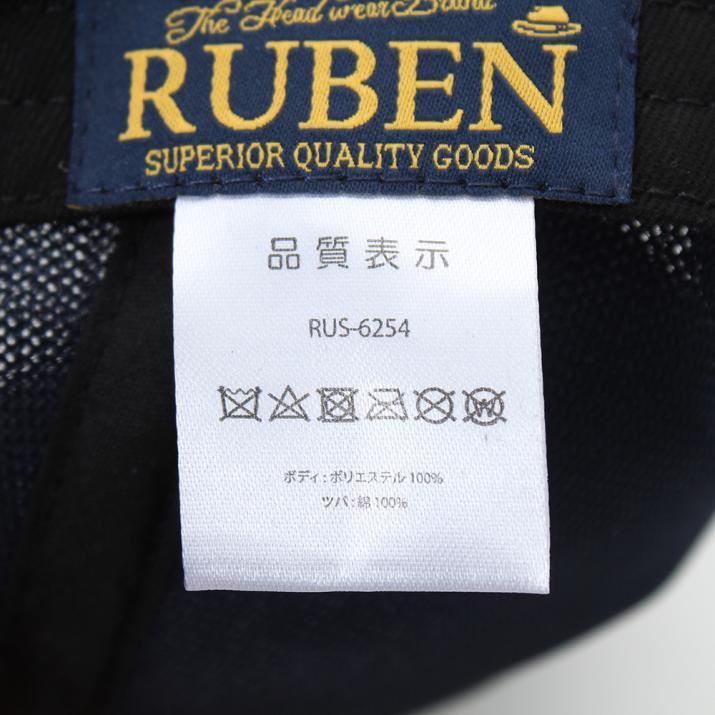 The Head wear Brand
RUBEN
SUPERIOR QUALITY GOODS
品質表示
RUS-6254
ボディ:ポリエステル 100%
ツバ:綿 100%